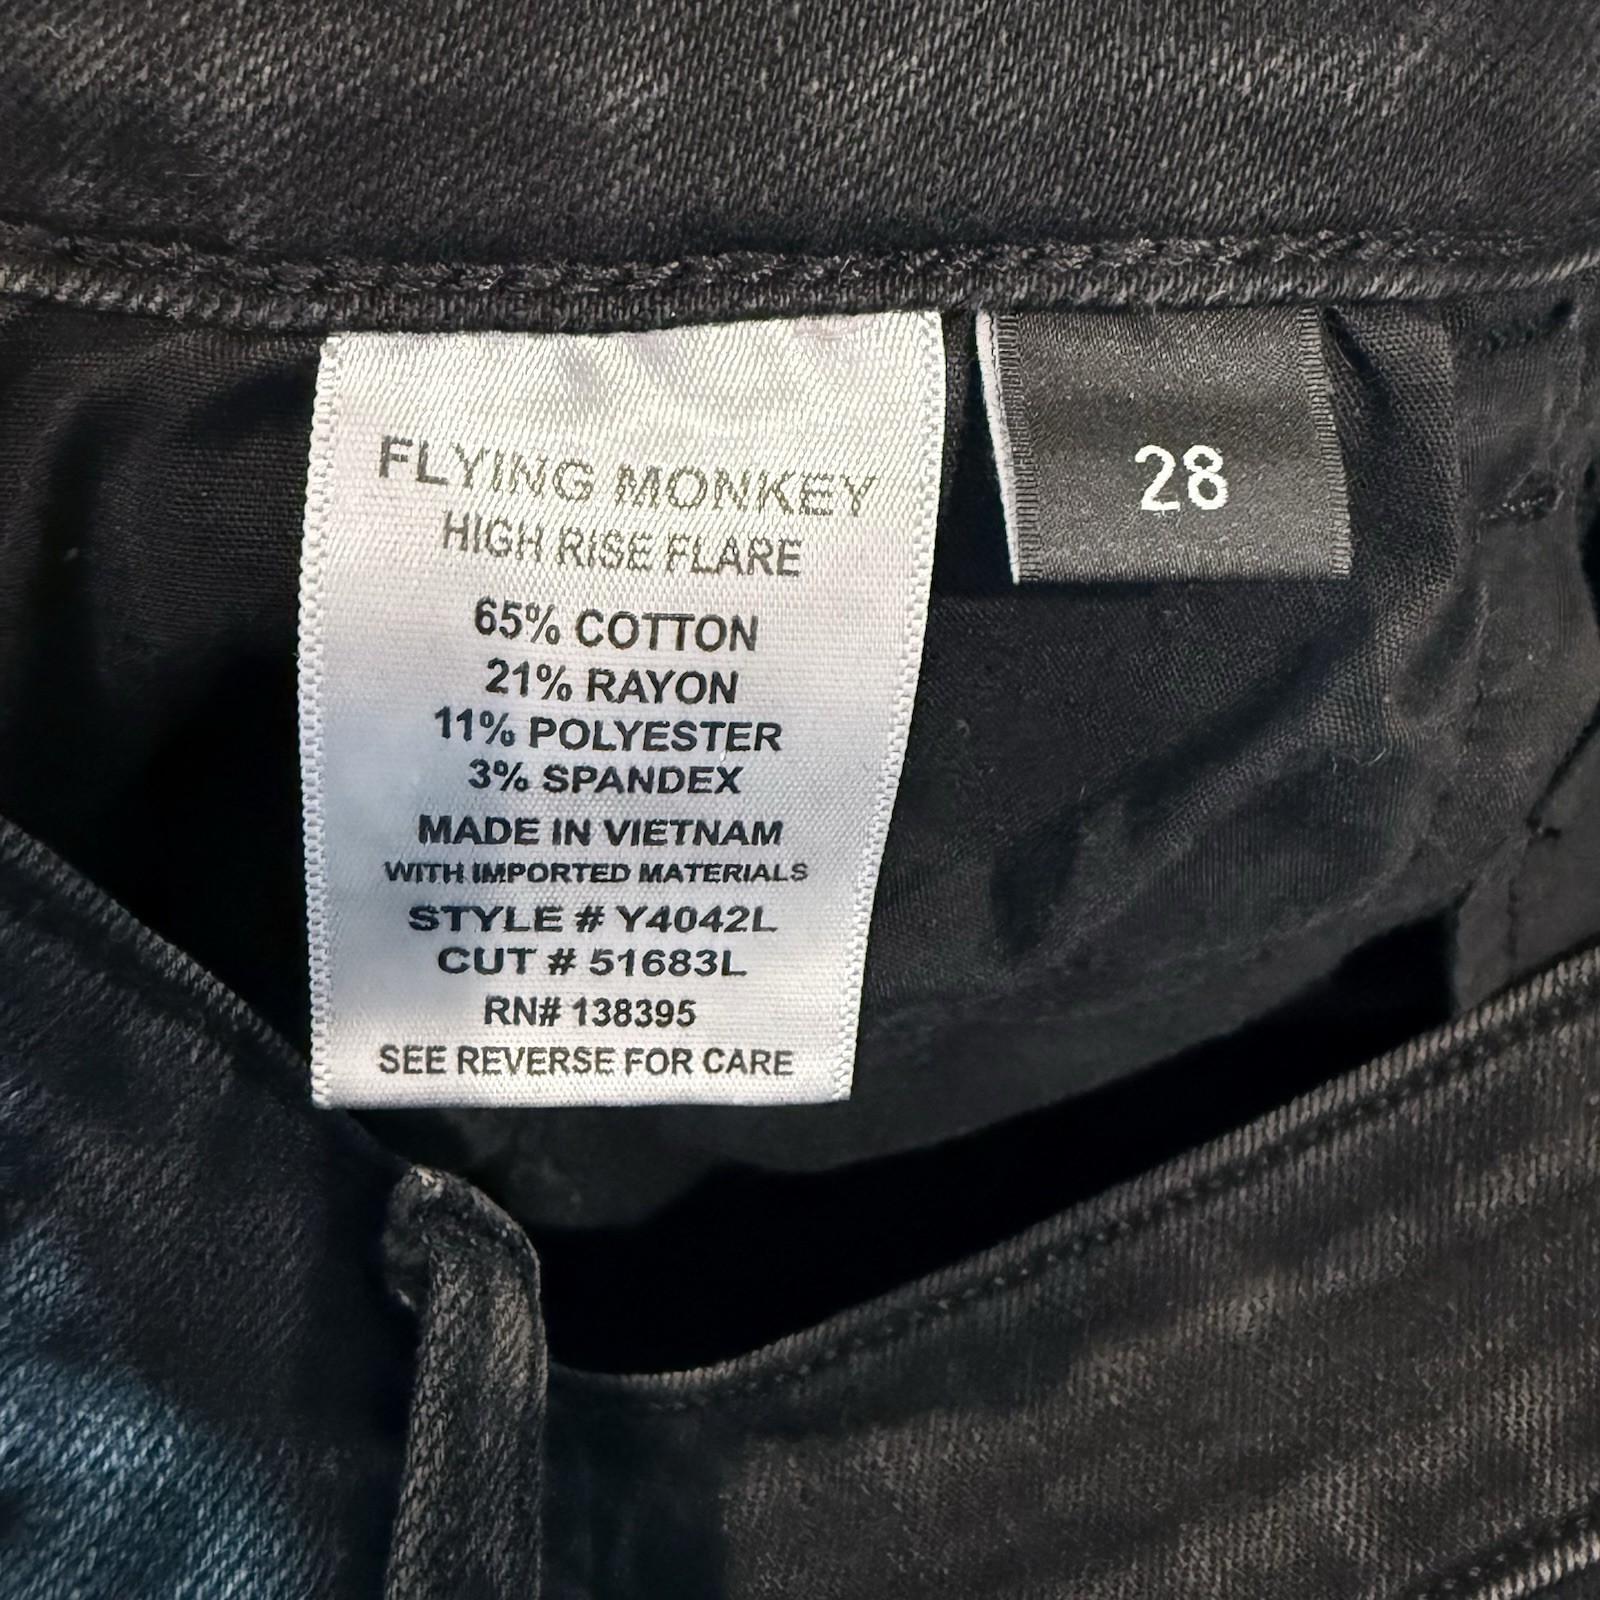 FLYING MONKEY
HIGH RISE FLARE
65% COTTON
21% RAYON
11% POLYESTER
3% SPANDEX
MADE IN VIETNAM
WITH IMPORTED MATERIALS
STYLE # Y4042L
CUT # 51683L
RN# 138395
SEE REVERSE FOR CARE
28